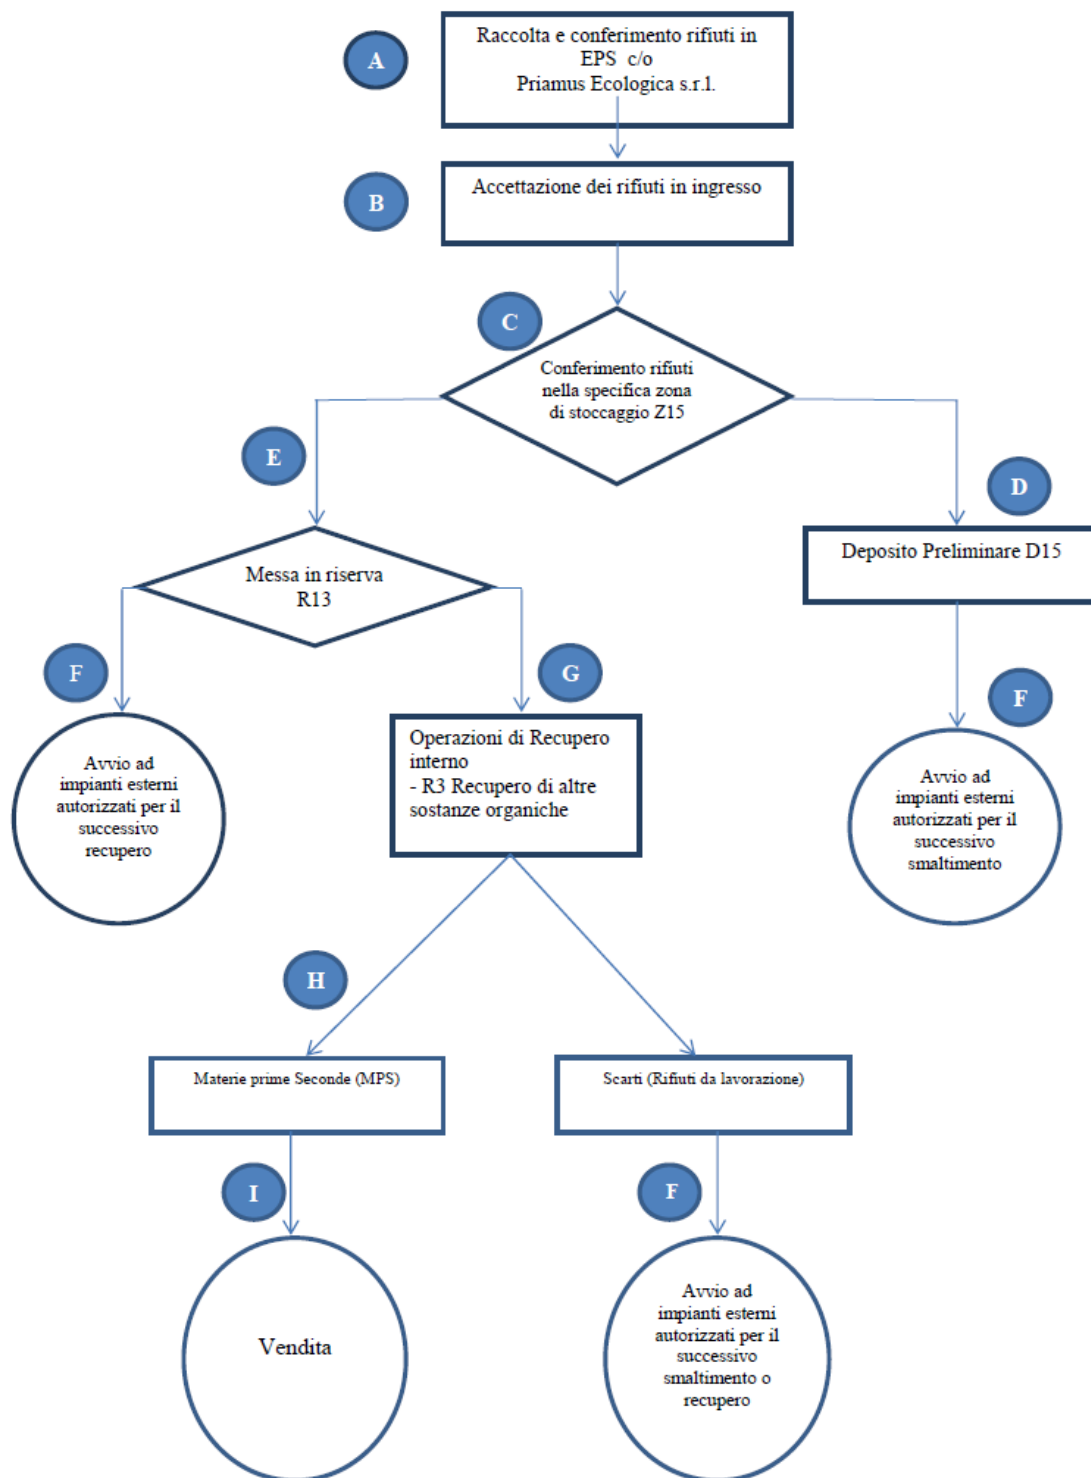 A
Raccolta e conferimento rifiuti in
EPS c/o
Priamus Ecologica s.r.l.
B
Accettazione dei rifiuti in ingresso
C
Conferimento rifiuti
nella specifica zona
di stoccaggio Z15
E
D
Messa in riserva
R13
Deposito Preliminare D15
F
G
F
Avvio ad
impianti esterni
autorizzati per il
successivo
recupero
Operazioni di Recupero
interno
- R3 Recupero di altre
sostanze organiche
Avvio ad
impianti esterni
autorizzati per il
successivo
smaltimento
H
Materie prime Seconde (MPS)
Scarti (Rifiuti da lavorazione)
I
F
Vendita
Avvio ad
impianti esterni
autorizzati per il
successivo
smaltimento o
recupero